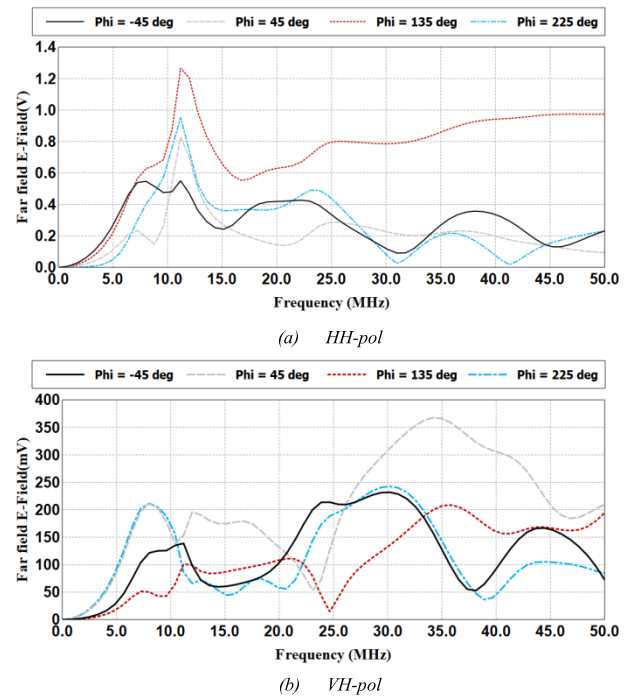 Phi = -45 deg Phi = 45 deg Phi = 135 deg Phi = 225 deg
Far field E-Field(V)
1.4
1.2
1.0
0.8
0.6
0.4
0.2
0.0
0.0 5.0 10.0 15.0 20.0 25.0 30.0 35.0 40.0 45.0 50.0
Frequency (MHz)
(a) HH-pol
Phi = -45 deg Phi = 45 deg Phi = 135 deg Phi = 225 deg
Far field E-Field(mV)
400
350
300
250
200
150
100
50
0
0.0 5.0 10.0 15.0 20.0 25.0 30.0 35.0 40.0 45.0 50.0
Frequency (MHz)
(b) VH-pol